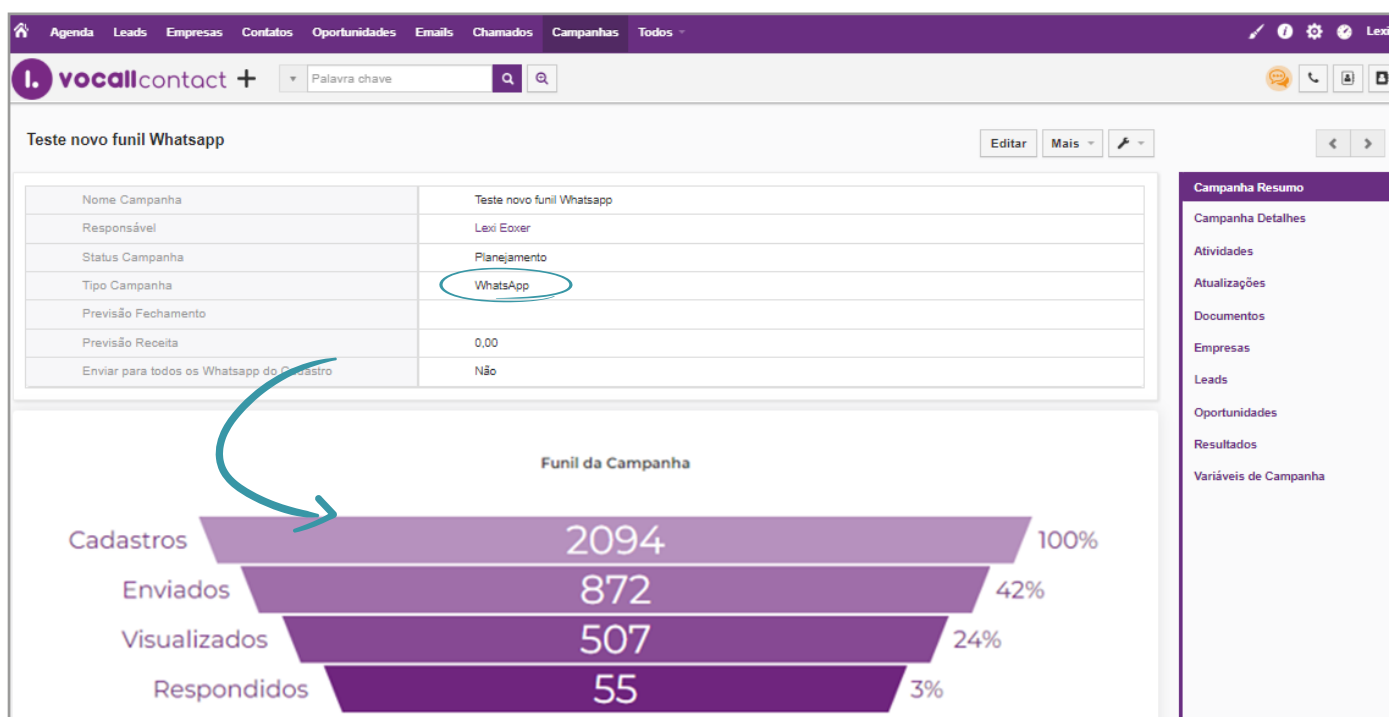 Agenda Leads Empresas Contatos Oportunidades Emails Chamados Campanhas Todos Lexi
l. vocallcontact + Palavra chave
Teste novo funil Whatsapp Editar Mais
Nome Campanha Teste novo funil Whatsapp
Responsável Lexi Eoxer
Status Campanha Planejamento
Tipo Campanha WhatsApp
Previsão Fechamento
Previsão Receita 0,00
Enviar para todos os Whatsapp do Cadastro Não
Campanha Resumo
Campanha Detalhes
Atividades
Atualizações
Documentos
Empresas
Leads
Oportunidades
Resultados
Variáveis de Campanha
Funil da Campanha
Cadastros 2094 100%
Enviados 872 42%
Visualizados 507 24%
Respondidos 55 3%